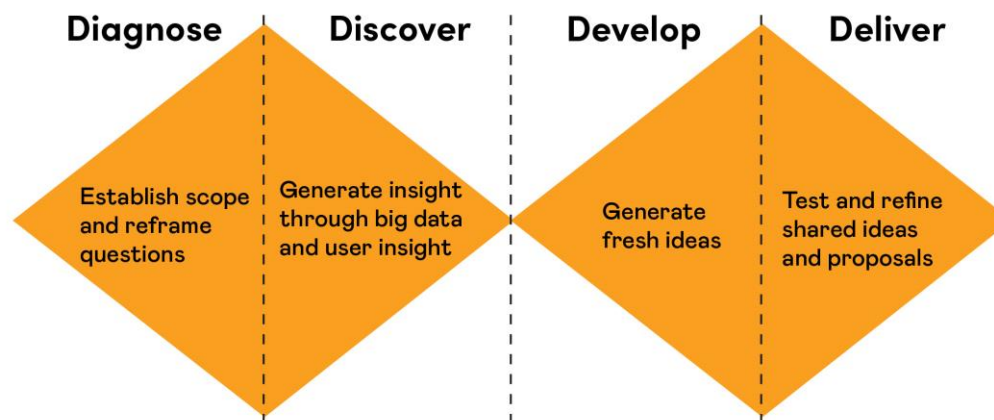 Diagnose
Discover
Develop
Deliver
Establish scope
and reframe
questions
Generate insight
through big data
and user insight
Generate
fresh ideas
Test and refine
shared ideas
and proposals